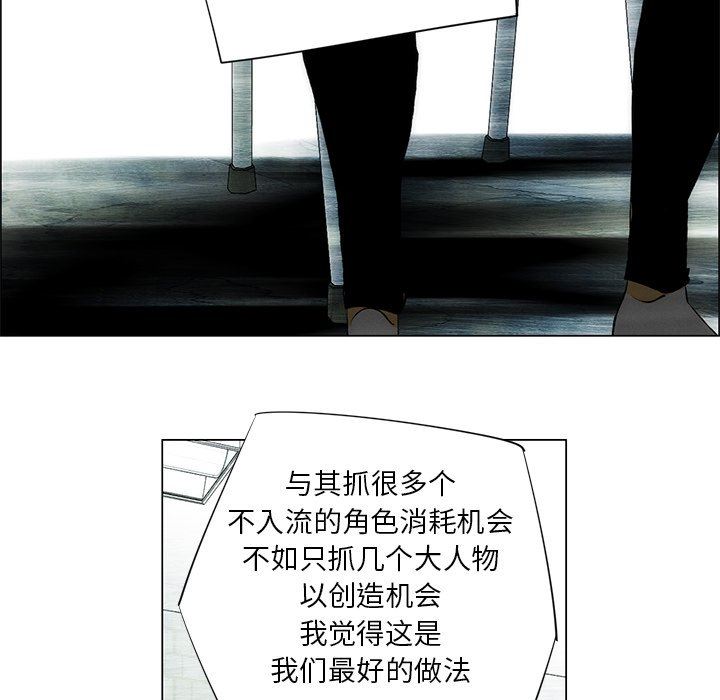 与其抓很多个
不入流的角色消耗机会
不如只抓几个大人物
以创造机会
我觉得这是
我们最好的做法